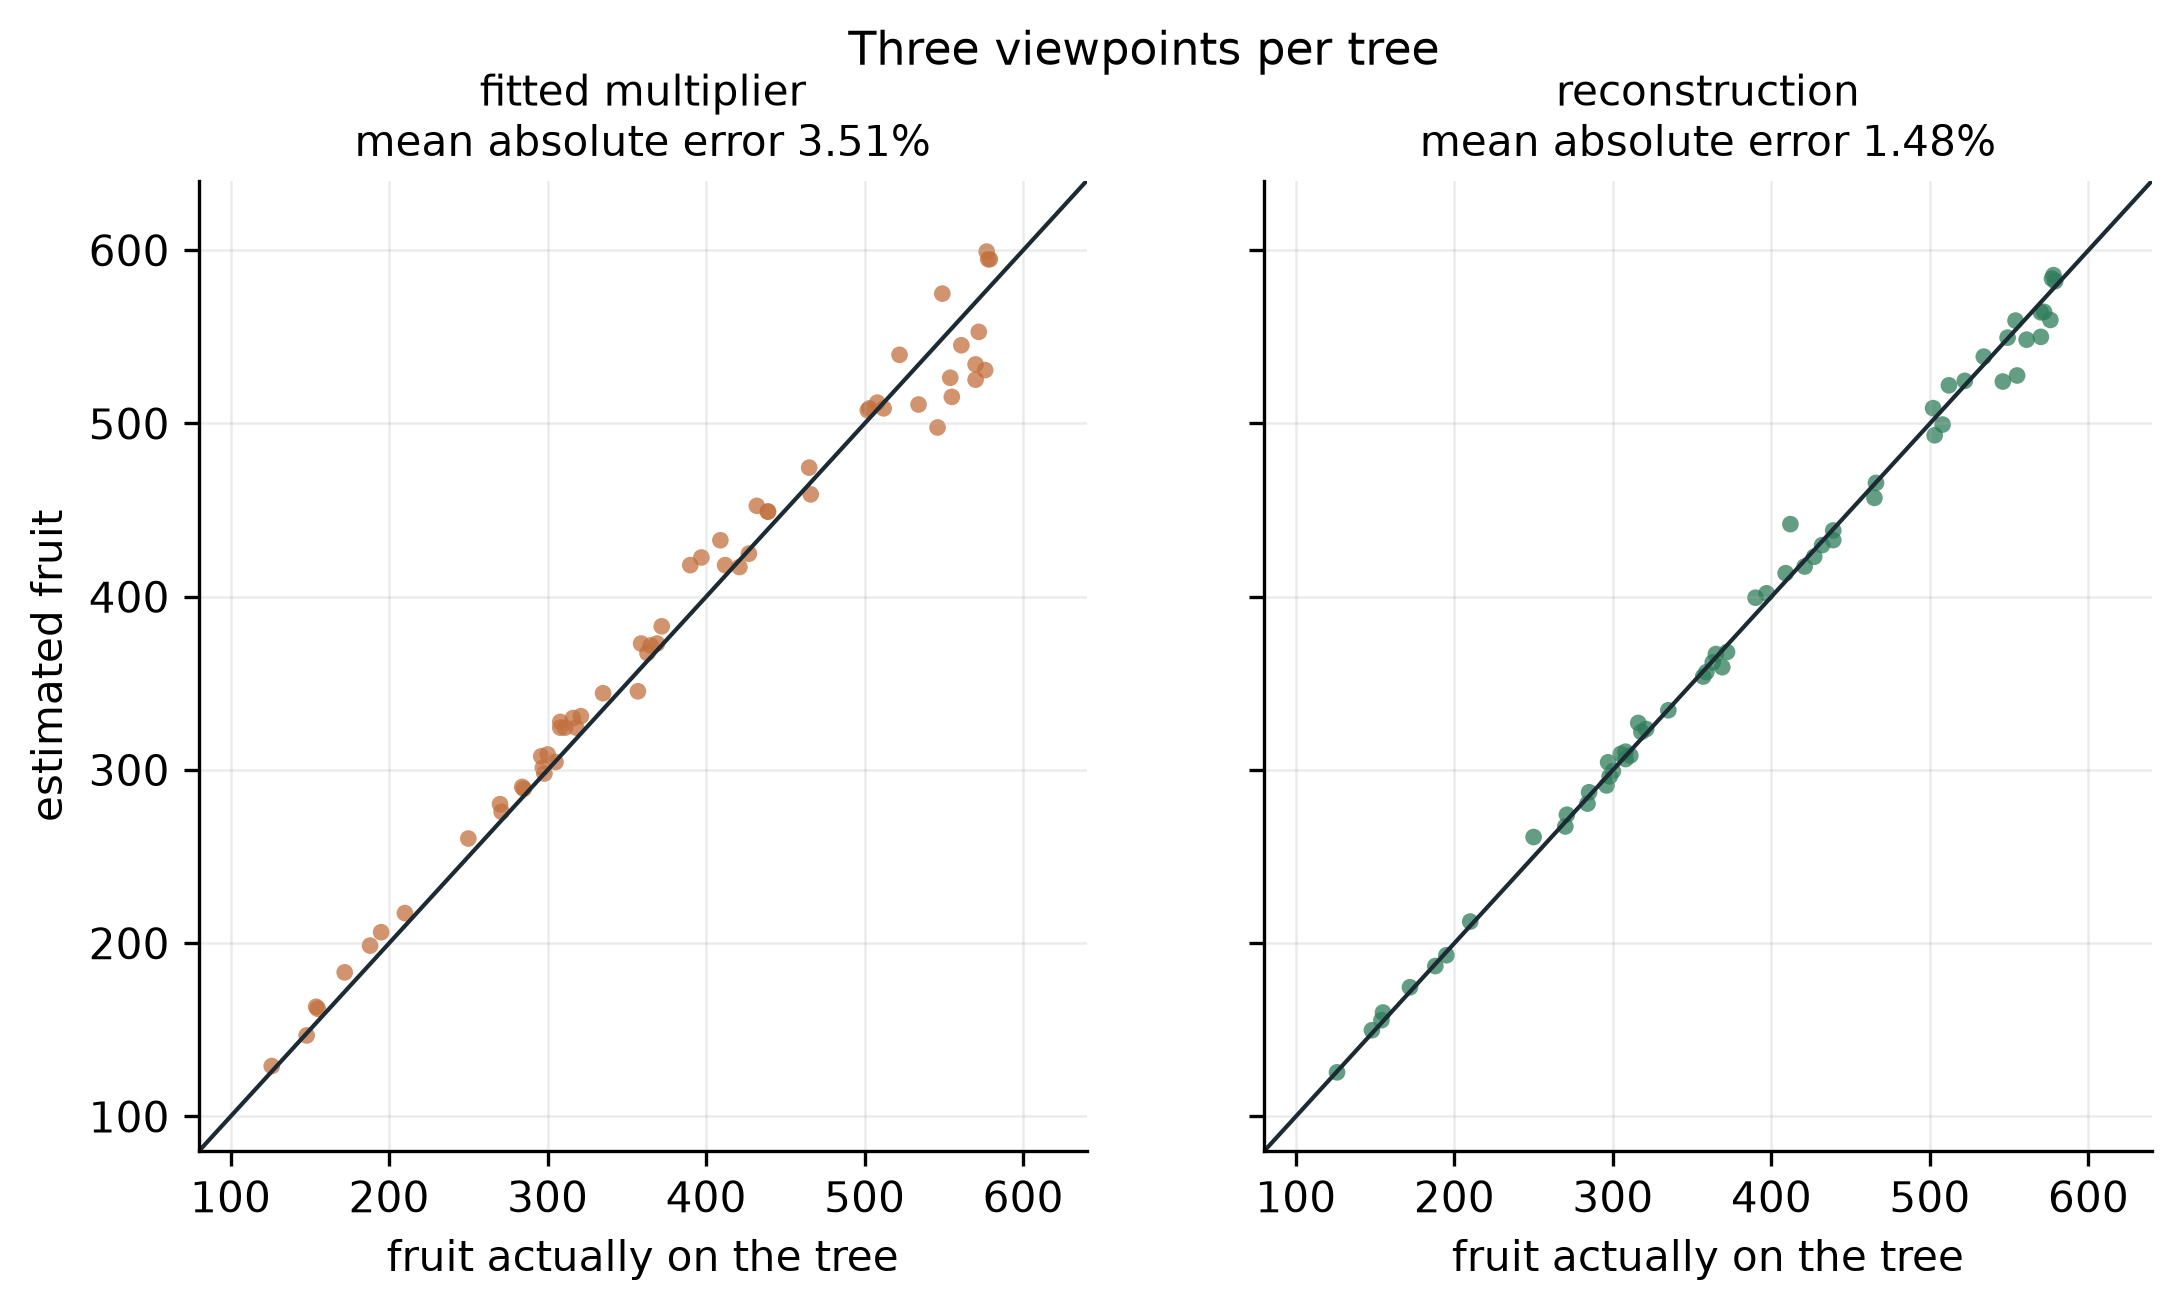 Three viewpoints per tree
fitted multiplier
mean absolute error 3.51%
reconstruction
mean absolute error 1.48%
estimated fruit
600
500
400
300
200
100
100 200 300 400 500 600
fruit actually on the tree
100 200 300 400 500 600
fruit actually on the tree